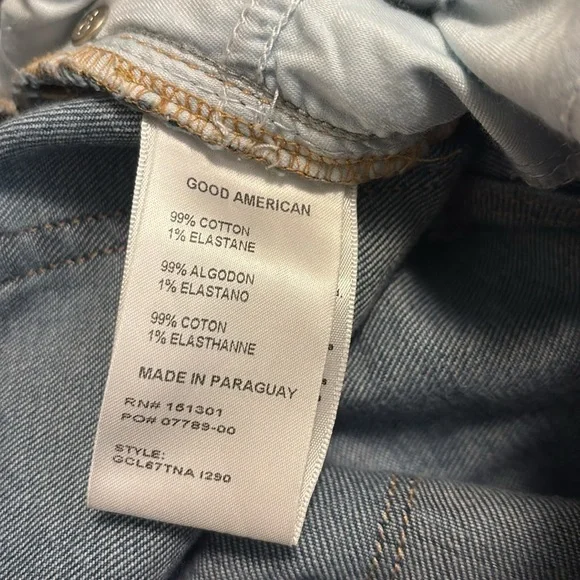 GOOD AMERICAN
99% COTTON
1% ELASTANE
99% ALGODON
1% ELASTANO
99% COTON
1% ELASTHANNE
MADE IN PARAGUAY
RN# 151301
PO# 07789-00
STYLE:
GCL67TNA I290